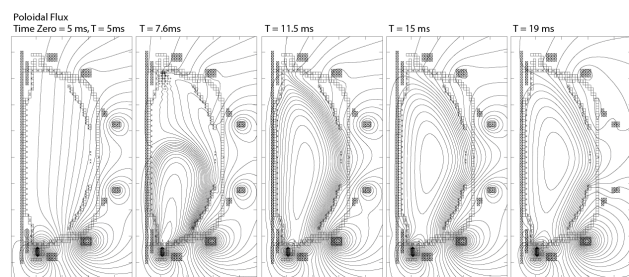 Poloidal Flux
Time Zero = 5 ms, T = 5ms
T = 7.6ms
T = 11.5 ms
T = 15 ms
T = 19 ms